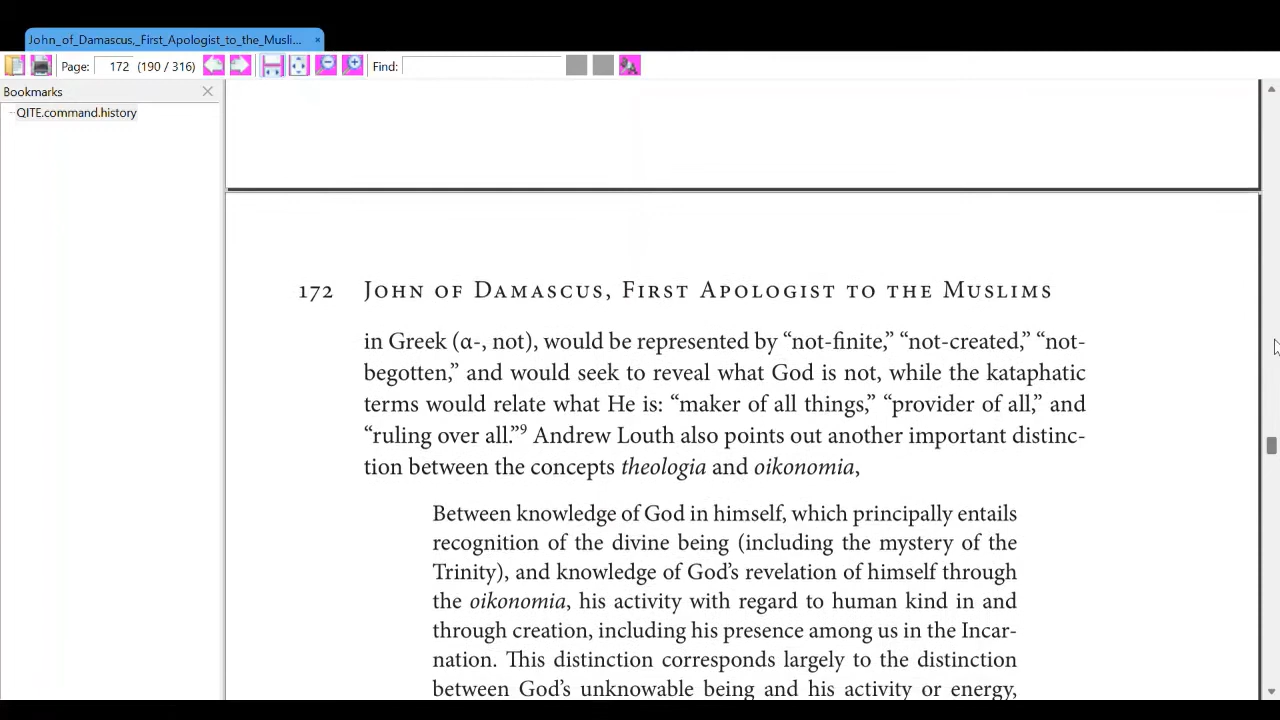 John_of_Damascus,_First_Apologist_to_the_Musli... ×
Page: 172 (190 / 316) Find:
Bookmarks
QITE.command.history
172 John of Damascus, First Apologist to the Muslims
in Greek (α-, not), would be represented by “not-finite,” “not-created,” “not-
begotten,” and would seek to reveal what God is not, while the kataphatic
terms would relate what He is: “maker of all things,” “provider of all,” and
“ruling over all.”⁹ Andrew Louth also points out another important distinc-
tion between the concepts theologia and oikonomia,
Between knowledge of God in himself, which principally entails
recognition of the divine being (including the mystery of the
Trinity), and knowledge of God’s revelation of himself through
the oikonomia, his activity with regard to human kind in and
through creation, including his presence among us in the Incar-
nation. This distinction corresponds largely to the distinction
between God’s unknowable being and his activity or energy,